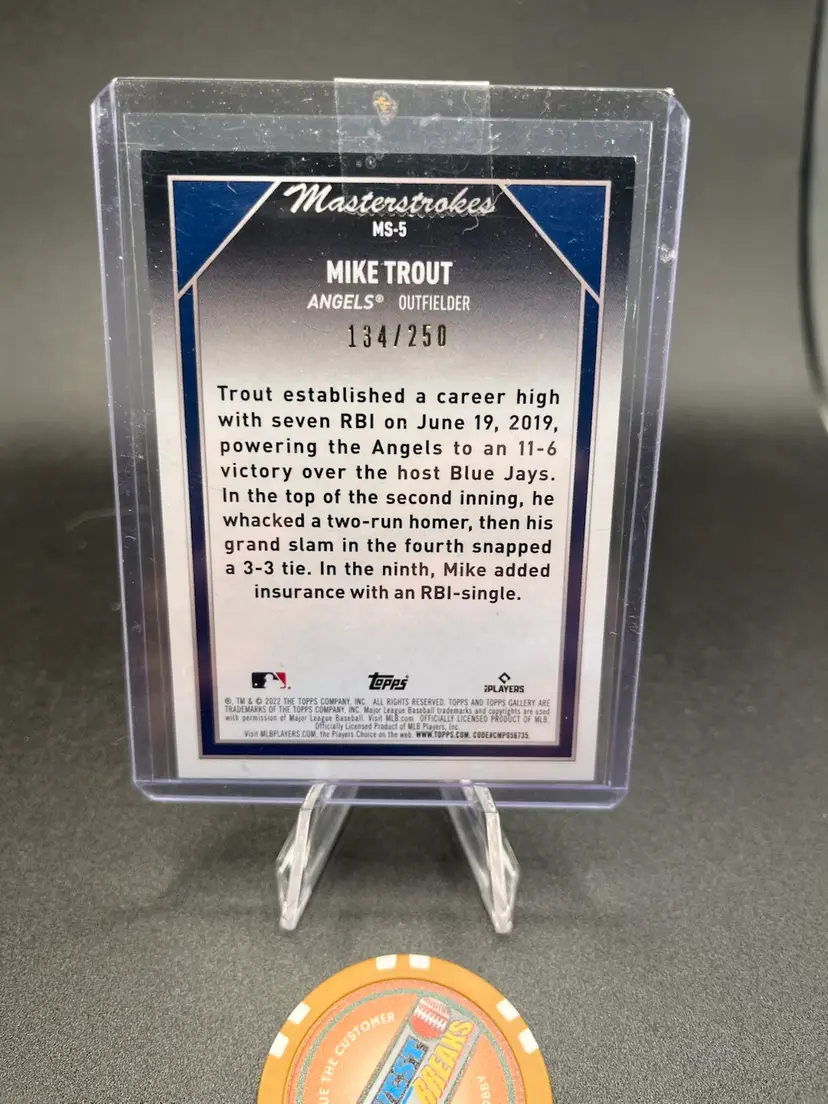 Masterstrokes
MS-5
MIKE TROUT
ANGELS® OUTFIELDER
134/250
Trout established a career high
with seven RBI on June 19, 2019,
powering the Angels to an 11-6
victory over the host Blue Jays.
In the top of the second inning, he
whacked a two-run homer, then his
grand slam in the fourth snapped
a 3-3 tie. In the ninth, Mike added
insurance with an RBI-single.
Topps
PLAYERS
®, TM & © 2022 THE TOPPS COMPANY, INC. ALL RIGHTS RESERVED. TOPPS AND TOPPS GALLERY ARE
TRADEMARKS OF THE TOPPS COMPANY, INC. Major League Baseball trademarks and copyrights are used
with permission of Major League Baseball. Visit MLB.com. OFFICIALLY LICENSED PRODUCT OF MLB.
Officially Licensed Product of MLB Players, Inc.
Visit MLBPLAYERS.COM, the Players Choice on the web. WWW.TOPPS.COM. CODE#CMP056735
THE CUSTOMER
BREAKS